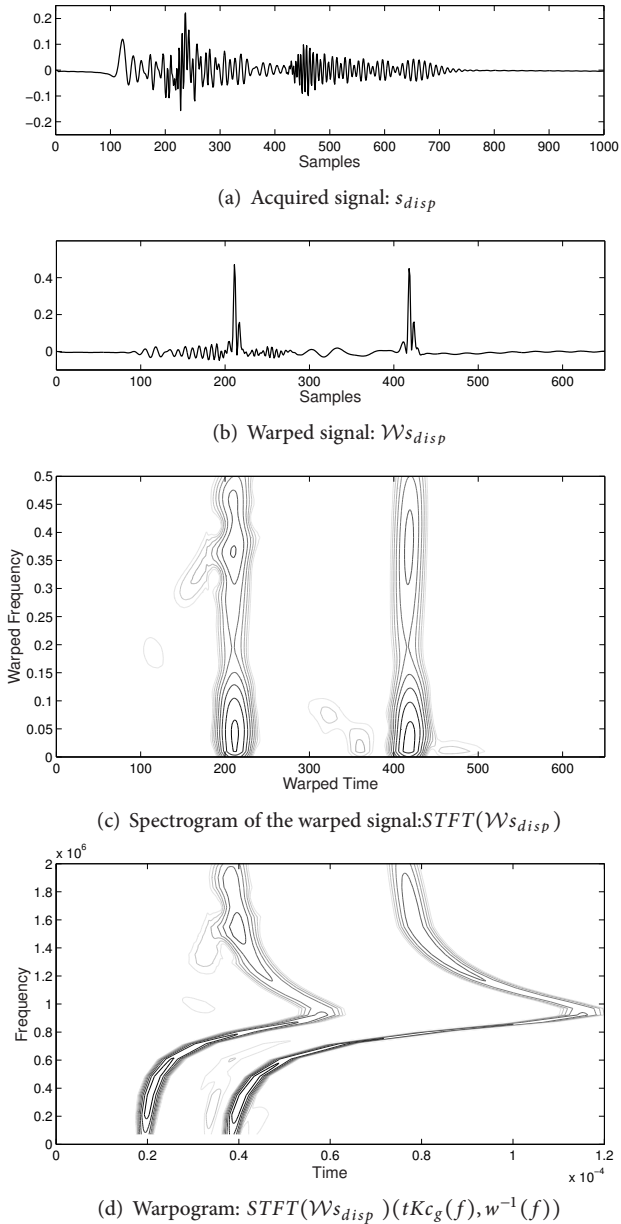 0.2
0.1
0
−0.1
−0.2
0 100 200 300 400 500 600 700 800 900 1000
Samples
(a) Acquired signal: s_disp
0.4
0.2
0
0 100 200 300 400 500 600
Samples
(b) Warped signal: 𝒲s_disp
0.5
0.45
0.4
0.35
0.3
0.25
0.2
0.15
0.1
0.05
0
Warped Frequency
0 100 200 300 400 500 600
Warped Time
(c) Spectrogram of the warped signal:STFT(𝒲s_disp)
x 10^6
2
1.8
1.6
1.4
1.2
1
0.8
0.6
0.4
0.2
0
Frequency
0 0.2 0.4 0.6 0.8 1 1.2
Time
x 10^−4
(d) Warpogram: STFT(𝒲s_disp)(tKc_g(f), w^−1(f))